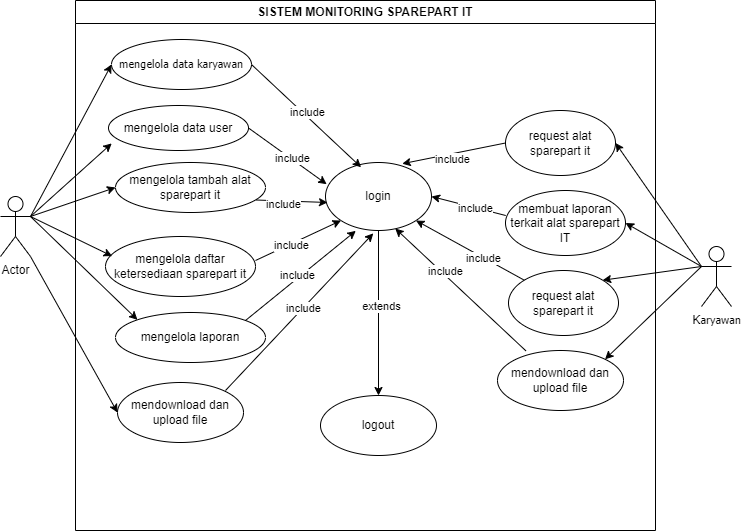 SISTEM MONITORING SPAREPART IT
mengelola data karyawan
include
mengelola data user
include
mengelola tambah alat
sparepart it
include
mengelola daftar
ketersediaan sparepart it
include
mengelola laporan
include
mendownload dan
upload file
include
Actor
login
extends
logout
request alat
sparepart it
include
membuat laporan
terkait alat sparepart
IT
include
request alat
sparepart it
include
mendownload dan
upload file
include
Karyawan